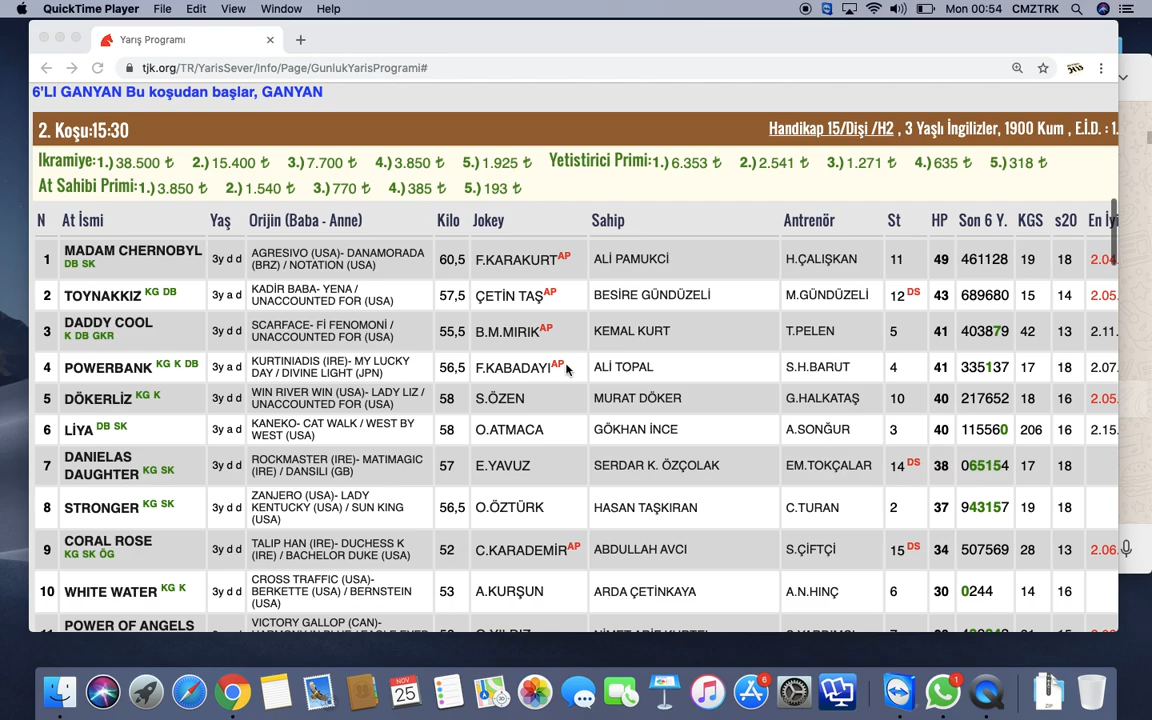 QuickTime Player File Edit View Window Help Mon 00:54 CMZTRK
Yarış Programı
tjk.org/TR/YarisSever/Info/Page/GunlukYarisProgrami#
6'LI GANYAN Bu koşudan başlar, GANYAN
2. Koşu:15:30 Handikap 15/Dişi /H2 , 3 Yaşlı İngilizler, 1900 Kum , E.İ.D. : 1.
Ikramiye:1.) 38.500 ₺ 2.) 15.400 ₺ 3.) 7.700 ₺ 4.) 3.850 ₺ 5.) 1.925 ₺ Yetistirici Primi:1.) 6.353 ₺ 2.) 2.541 ₺ 3.) 1.271 ₺ 4.) 635 ₺ 5.) 318 ₺
At Sahibi Primi:1.) 3.850 ₺ 2.) 1.540 ₺ 3.) 770 ₺ 4.) 385 ₺ 5.) 193 ₺
N At İsmi Yaş Orijin (Baba - Anne) Kilo Jokey Sahip Antrenör St HP Son 6 Y. KGS s20 En İyi
1 MADAM CHERNOBYL DB SK 3y d d AGRESIVO (USA)- DANAMORADA (BRZ) / NOTATION (USA) 60,5 F.KARAKURT AP ALİ PAMUKCİ H.ÇALIŞKAN 11 49 461128 19 18 2.04.
2 TOYNAKKIZ KG DB 3y a d KADİR BABA- YENA / UNACCOUNTED FOR (USA) 57,5 ÇETİN TAŞ AP BESİRE GÜNDÜZELİ M.GÜNDÜZELİ 12 DS 43 689680 15 14 2.05.
3 DADDY COOL K DB GKR 3y d d SCARFACE- Fİ FENOMONİ / UNACCOUNTED FOR (USA) 55,5 B.M.MIRIK AP KEMAL KURT T.PELEN 5 41 403879 42 13 2.11.
4 POWERBANK KG K DB 3y a d KURTINIADIS (IRE)- MY LUCKY DAY / DIVINE LIGHT (JPN) 56,5 F.KABADAYI AP ALİ TOPAL S.H.BARUT 4 41 335137 17 18 2.07.
5 DÖKERLİZ KG K 3y d d WIN RIVER WIN (USA)- LADY LIZ / UNACCOUNTED FOR (USA) 58 S.ÖZEN MURAT DÖKER G.HALKATAŞ 10 40 217652 18 16 2.05.
6 LİYA DB SK 3y a d KANEKO- CAT WALK / WEST BY WEST (USA) 58 O.ATMACA GÖKHAN İNCE A.SONĞUR 3 40 115560 206 16 2.15.
7 DANIELAS DAUGHTER KG SK 3y d d ROCKMASTER (IRE)- MATIMAGIC (IRE) / DANSILI (GB) 57 E.YAVUZ SERDAR K. ÖZÇOLAK EM.TOKÇALAR 14 DS 38 065154 17 18
8 STRONGER KG SK 3y d d ZANJERO (USA)- LADY KENTUCKY (USA) / SUN KING (USA) 56,5 O.ÖZTÜRK HASAN TAŞKIRAN C.TURAN 2 37 943157 19 18
9 CORAL ROSE KG SK ÖG 3y d d TALIP HAN (IRE)- DUCHESS K (IRE) / BACHELOR DUKE (USA) 52 C.KARADEMİR AP ABDULLAH AVCI S.ÇİFTÇİ 15 DS 34 507569 28 13 2.06.
10 WHITE WATER KG K 3y d d CROSS TRAFFIC (USA)- BERKETTE (USA) / BERNSTEIN (USA) 53 A.KURŞUN ARDA ÇETİNKAYA A.N.HINÇ 6 30 0244 14 16
POWER OF ANGELS VICTORY GALLOP (CAN)-
NOV 25
6
1
ZIP